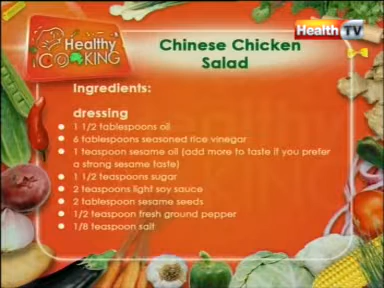 Healthy
COOKING
Health TV
Chinese Chicken
Salad
Ingredients:
dressing
1 1/2 tablespoons oil
6 tablespoons seasoned rice vinegar
1 teaspoon sesame oil (add more to taste if you prefer
a strong sesame taste)
1 1/2 teaspoons sugar
2 teaspoons light soy sauce
2 tablespoon sesame seeds
1/2 teaspoon fresh ground pepper
1/8 teaspoon salt